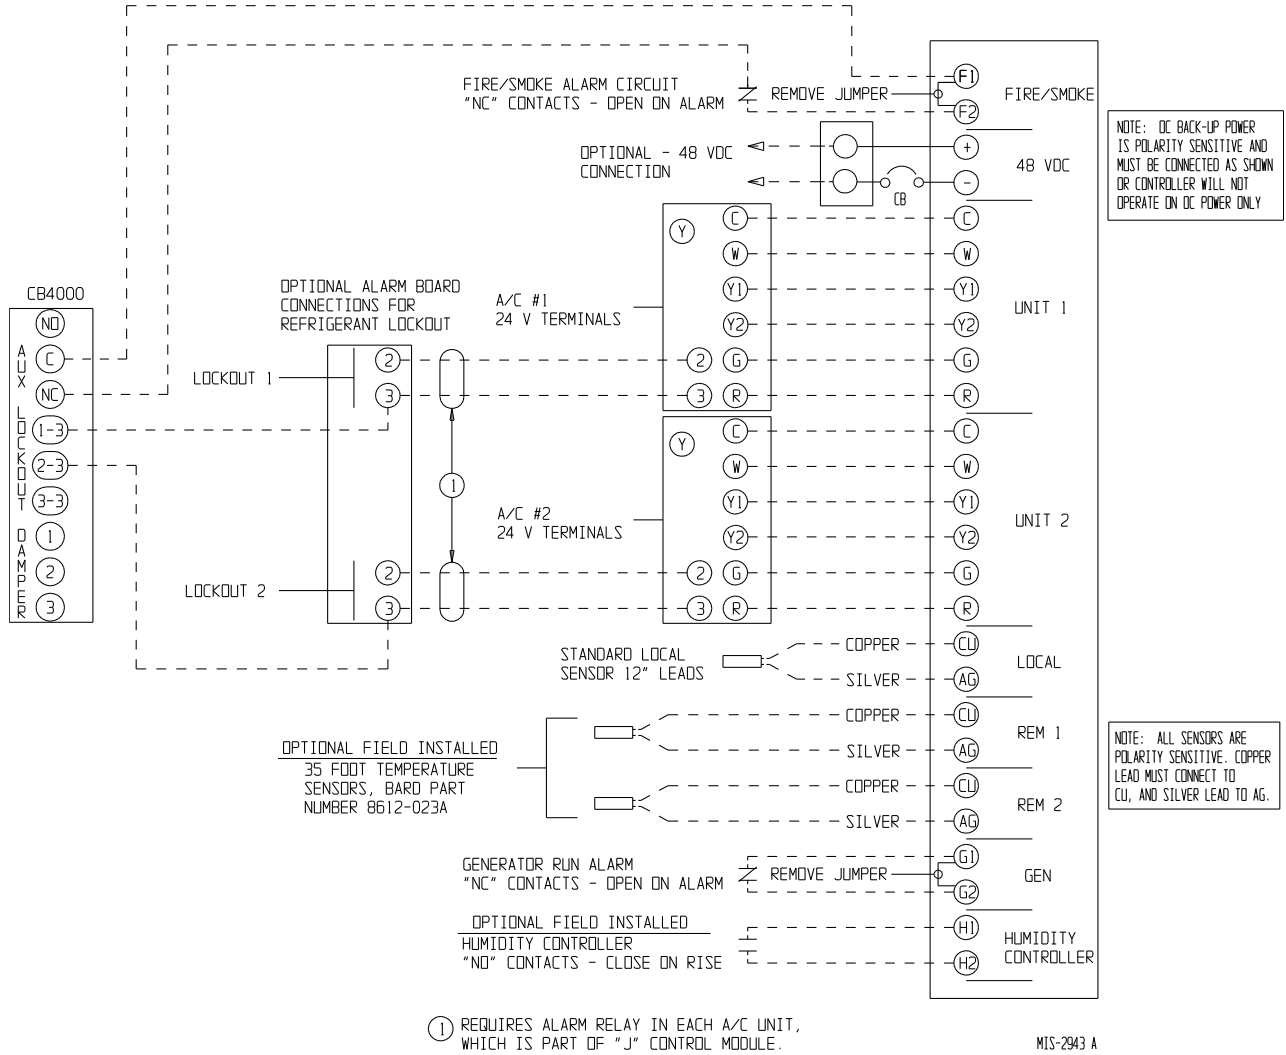 F1
FIRE/SMOKE ALARM CIRCUIT
"NC" CONTACTS - OPEN ON ALARM
REMOVE JUMPER
FIRE/SMOKE
F2
NOTE: DC BACK-UP POWER
IS POLARITY SENSITIVE AND
MUST BE CONNECTED AS SHOWN
OR CONTROLLER WILL NOT
OPERATE ON DC POWER ONLY
OPTIONAL - 48 VDC
CONNECTION
+
-
48 VDC
CB
C
W
Y1
Y2
G
R
UNIT 1
Y
C
W
Y1
Y2
2 G
3 R
A/C #1
24 V TERMINALS
CB4000
NO
C
NC
1-3
2-3
3-3
1
2
3
AUX LOCKOUT DAMPER
OPTIONAL ALARM BOARD
CONNECTIONS FOR
REFRIGERANT LOCKOUT
LOCKOUT 1
2
3
1
LOCKOUT 2
2
3
Y
C
W
Y1
Y2
2 G
3 R
A/C #2
24 V TERMINALS
C
W
Y1
Y2
G
R
UNIT 2
STANDARD LOCAL
SENSOR 12" LEADS
COPPER
CU
SILVER
AG
LOCAL
COPPER
CU
SILVER
AG
REM 1
OPTIONAL FIELD INSTALLED
35 FOOT TEMPERATURE
SENSORS, BARD PART
NUMBER 8612-023A
COPPER
CU
SILVER
AG
REM 2
NOTE: ALL SENSORS ARE
POLARITY SENSITIVE. COPPER
LEAD MUST CONNECT TO
CU, AND SILVER LEAD TO AG.
GENERATOR RUN ALARM
"NC" CONTACTS - OPEN ON ALARM
REMOVE JUMPER
G1
G2
GEN
OPTIONAL FIELD INSTALLED
HUMIDITY CONTROLLER
"NO" CONTACTS - CLOSE ON RISE
H1
H2
HUMIDITY
CONTROLLER
1 REQUIRES ALARM RELAY IN EACH A/C UNIT,
WHICH IS PART OF "J" CONTROL MODULE.
MIS-2943 A